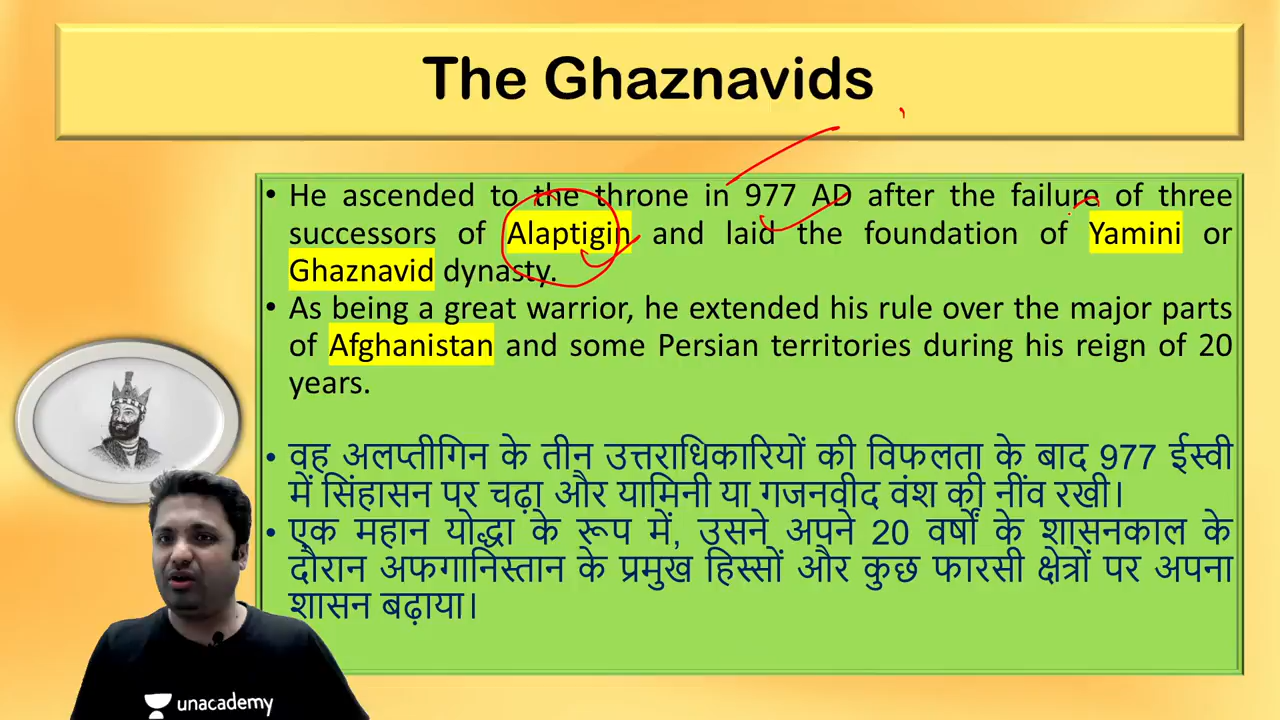 The Ghaznavids
• He ascended to the throne in 977 AD after the failure of three
successors of Alaptigin and laid the foundation of Yamini or
Ghaznavid dynasty.
• As being a great warrior, he extended his rule over the major parts
of Afghanistan and some Persian territories during his reign of 20
years.
• वह अलप्तीगिन के तीन उत्तराधिकारियों की विफलता के बाद 977 ईस्वी
में सिंहासन पर चढ़ा और यामिनी या गजनवीद वंश की नींव रखी।
• एक महान योद्धा के रूप में, उसने अपने 20 वर्षों के शासनकाल के
दौरान अफगानिस्तान के प्रमुख हिस्सों और कुछ फारसी क्षेत्रों पर अपना
शासन बढ़ाया।
unacademy